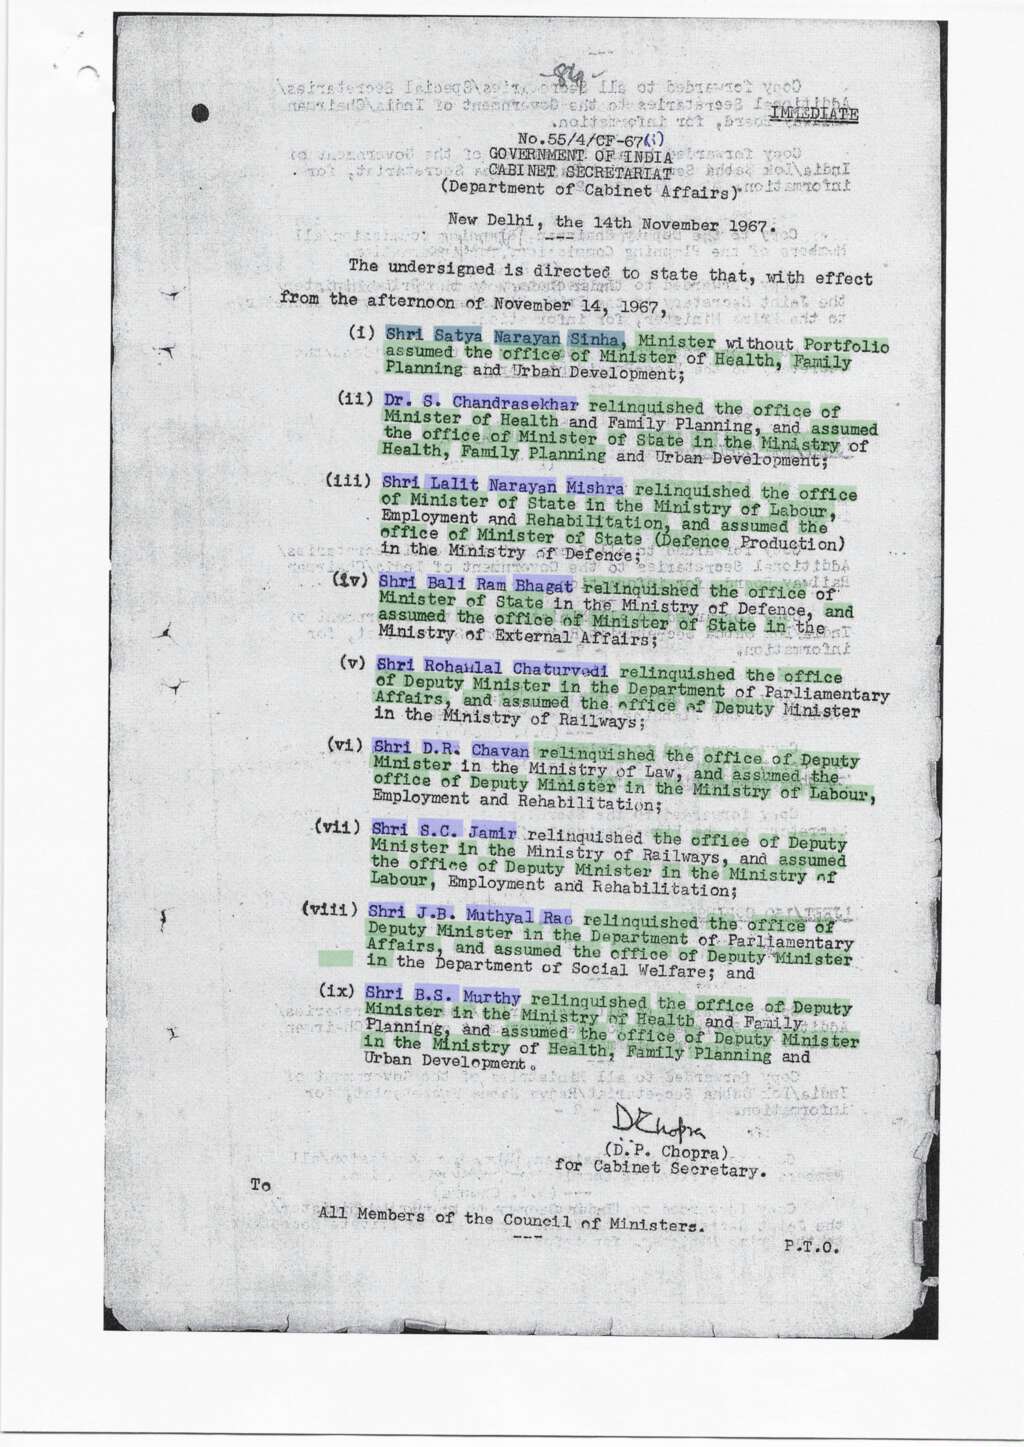 IMMEDIATE
No.55/4/CF-67(i)
GOVERNMENT OF INDIA
CABINET SECRETARIAT
(Department of Cabinet Affairs)
New Delhi, the 14th November 1967.
The undersigned is directed to state that, with effect
from the afternoon of November 14, 1967,
(i) Shri Satya Narayan Sinha, Minister without Portfolio
assumed the office of Minister of Health, Family
Planning and Urban Development;
(ii) Dr. S. Chandrasekhar relinquished the office of
Minister of Health and Family Planning, and assumed
the office of Minister of State in the Ministry of
Health, Family Planning and Urban Development;
(iii) Shri Lalit Narayan Mishra relinquished the office
of Minister of State in the Ministry of Labour,
Employment and Rehabilitation, and assumed the
office of Minister of State (Defence Production)
in the Ministry of Defence;
(iv) Shri Bali Ram Bhagat relinquished the office of
Minister of State in the Ministry of Defence, and
assumed the office of Minister of State in the
Ministry of External Affairs;
(v) Shri Rohanlal Chaturvedi relinquished the office
of Deputy Minister in the Department of Parliamentary
Affairs, and assumed the office of Deputy Minister
in the Ministry of Railways;
(vi) Shri D.R. Chavan relinquished the office of Deputy
Minister in the Ministry of Law, and assumed the
office of Deputy Minister in the Ministry of Labour,
Employment and Rehabilitation;
(vii) Shri S.C. Jamir relinquished the office of Deputy
Minister in the Ministry of Railways, and assumed
the office of Deputy Minister in the Ministry of
Labour, Employment and Rehabilitation;
(viii) Shri J.B. Muthyal Rao relinquished the office of
Deputy Minister in the Department of Parliamentary
Affairs, and assumed the office of Deputy Minister
in the Department of Social Welfare; and
(ix) Shri B.S. Murthy relinquished the office of Deputy
Minister in the Ministry of Health and Family
Planning, and assumed the office of Deputy Minister
in the Ministry of Health, Family Planning and
Urban Development.
DPChopra
(D.P. Chopra)
for Cabinet Secretary.
To
All Members of the Council of Ministers.
---
P.T.O.